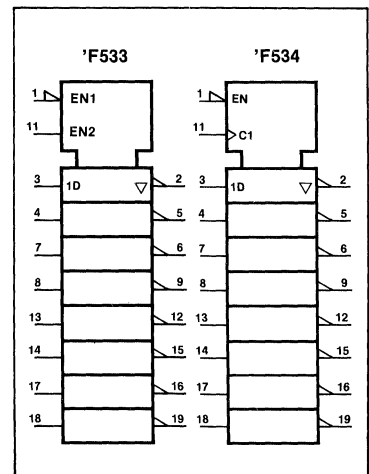 'F533 'F534
1 EN1 1 EN
11 EN2 11 C1
3 1D ▽ 2 3 1D ▽ 2
4 5 4 5
7 6 7 6
8 9 8 9
13 12 13 12
14 15 14 15
17 16 17 16
18 19 18 19